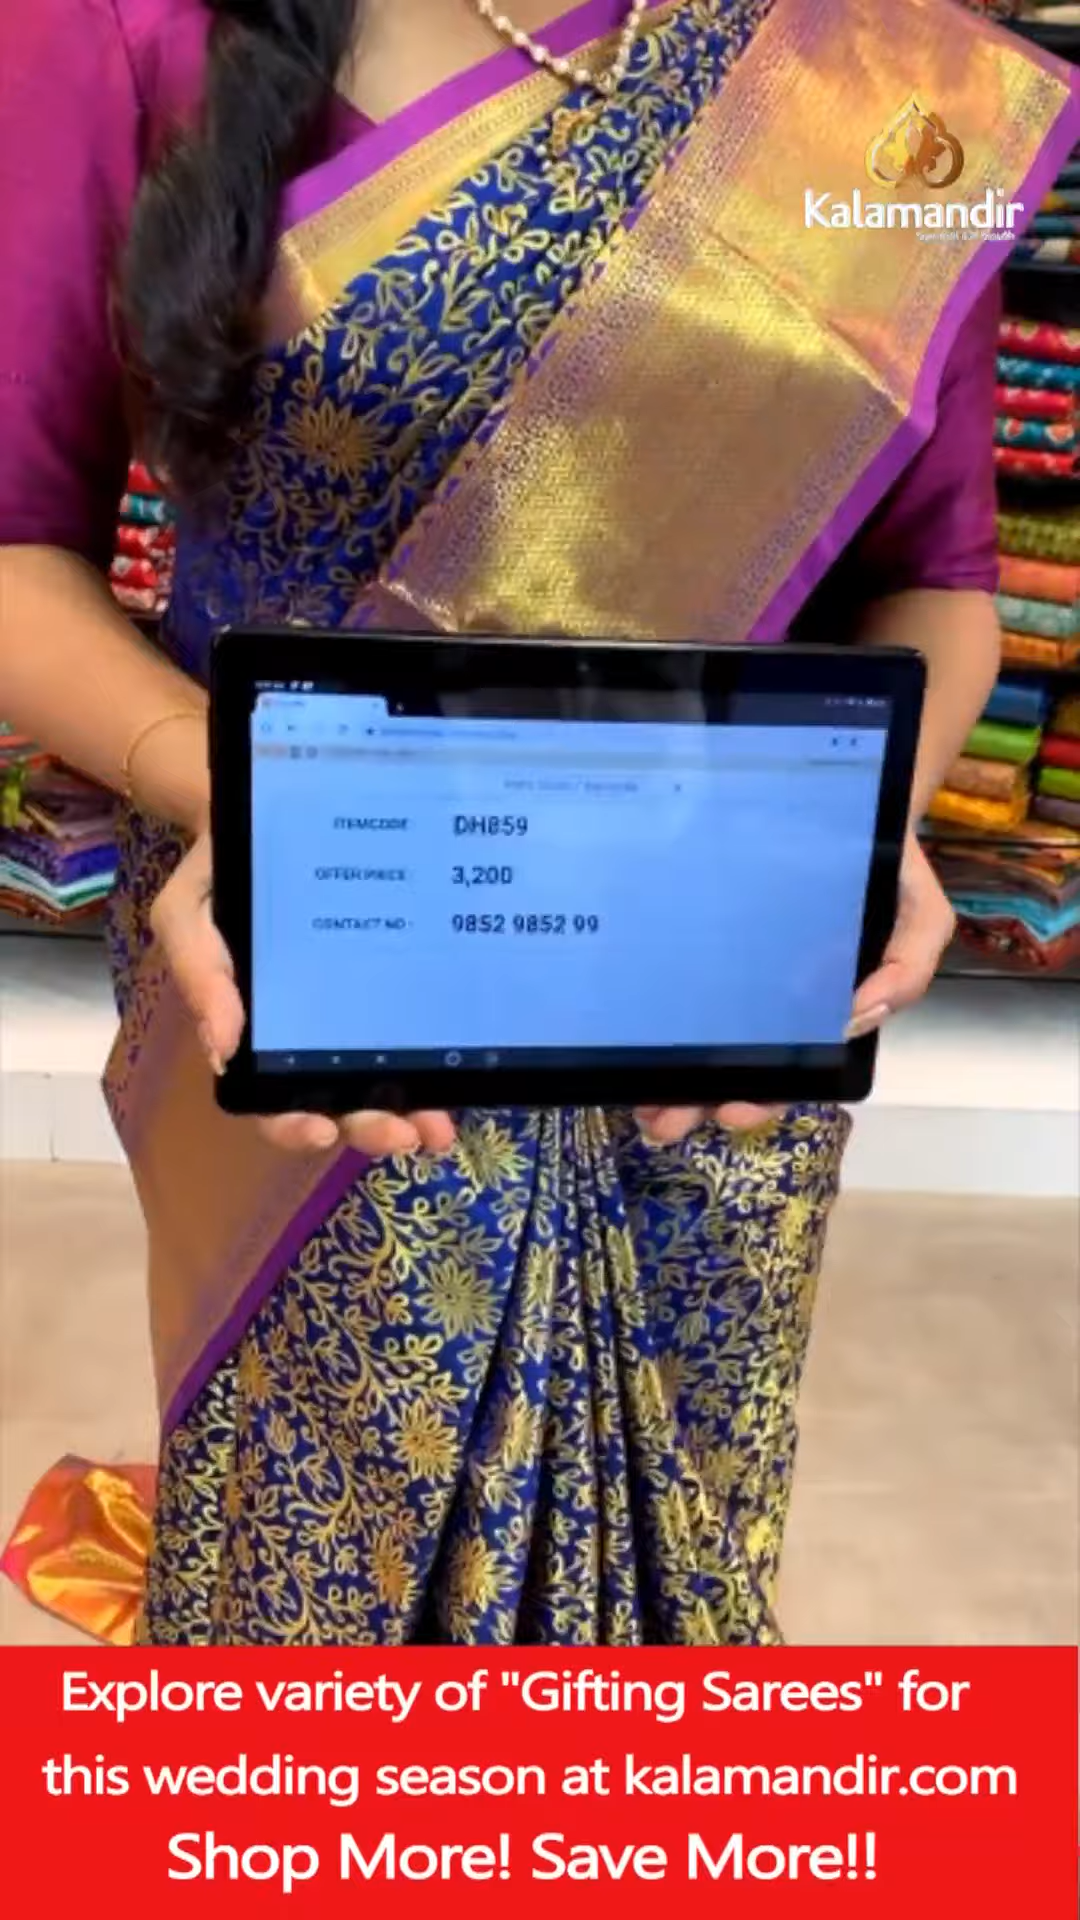 Kalamandir
ITEMCODE DH859
OFFER PRICE : 3,200
CONTACT NO : 9852 9852 99
Explore variety of "Gifting Sarees" for
this wedding season at kalamandir.com
Shop More! Save More!!